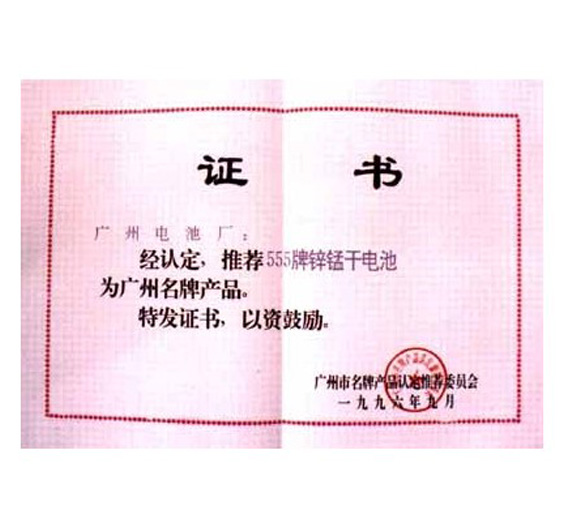 证 书
广州电池厂：
经认定，推荐555牌锌锰干电池
为广州名牌产品。
特发证书，以资鼓励。
广州市名牌产品认定推荐委员会
一九九六年九月